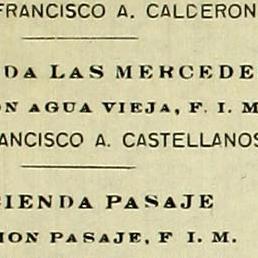 FRANCISCO A. CALDERON
DA LAS MERCEDE
ON AGUA VIEJA, F. I. M
ANCISCO A. CASTELLANOS
IENDA PASAJE
ION PASAJE, F I. M.